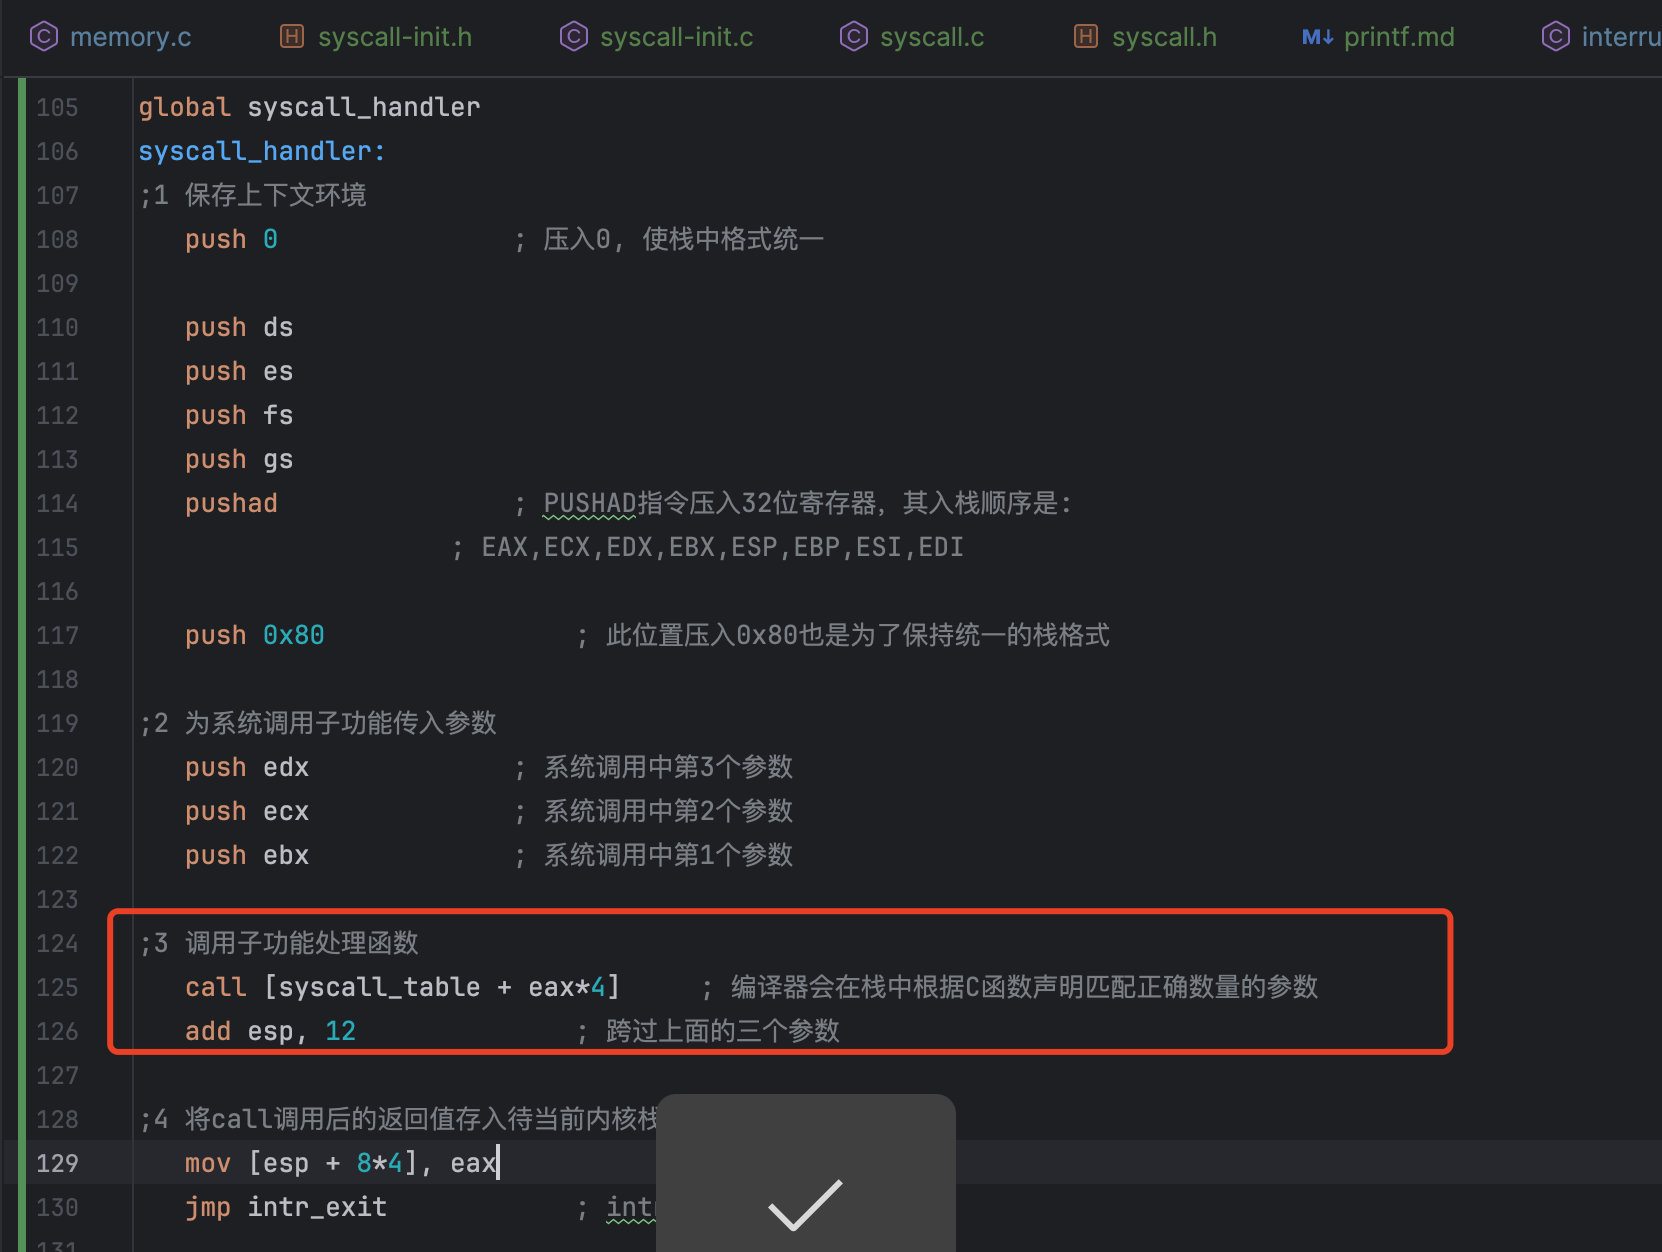 memory.c syscall-init.h syscall-init.c syscall.c syscall.h printf.md interru
105 global syscall_handler
106 syscall_handler:
107 ;1 保存上下文环境
108 push 0 ; 压入0, 使栈中格式统一
109
110 push ds
111 push es
112 push fs
113 push gs
114 pushad ; PUSHAD指令压入32位寄存器，其入栈顺序是:
115 ; EAX,ECX,EDX,EBX,ESP,EBP,ESI,EDI
116
117 push 0x80 ; 此位置压入0x80也是为了保持统一的栈格式
118
119 ;2 为系统调用子功能传入参数
120 push edx ; 系统调用中第3个参数
121 push ecx ; 系统调用中第2个参数
122 push ebx ; 系统调用中第1个参数
123
124 ;3 调用子功能处理函数
125 call [syscall_table + eax*4] ; 编译器会在栈中根据C函数声明匹配正确数量的参数
126 add esp, 12 ; 跨过上面的三个参数
127
128 ;4 将call调用后的返回值存入待当前内核栈
129 mov [esp + 8*4], eax
130 jmp intr_exit ; int
131